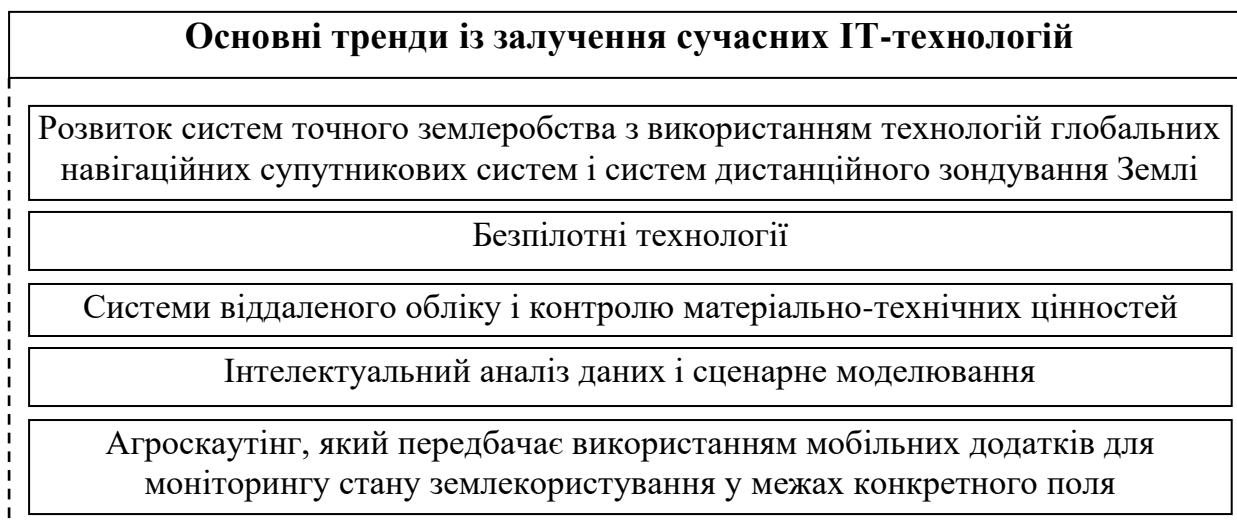 Основні тренди із залучення сучасних ІТ-технологій
Розвиток систем точного землеробства з використанням технологій глобальних
навігаційних супутникових систем і систем дистанційного зондування Землі
Безпілотні технології
Системи віддаленого обліку і контролю матеріально-технічних цінностей
Інтелектуальний аналіз даних і сценарне моделювання
Агроскаутінг, який передбачає використанням мобільних додатків для
моніторингу стану землекористування у межах конкретного поля